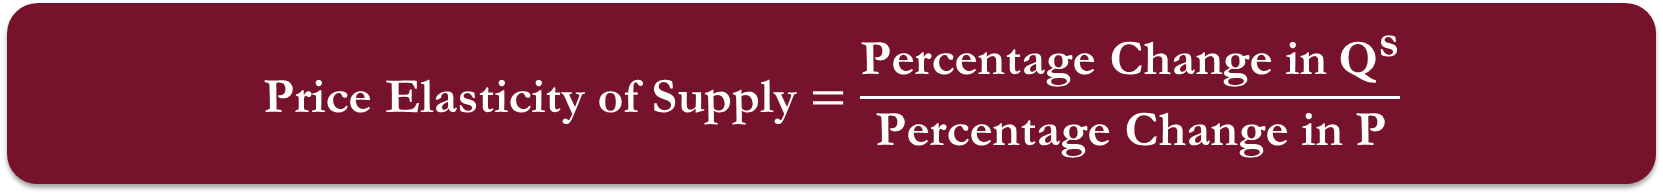 Price Elasticity of Supply = Percentage Change in Q^S / Percentage Change in P